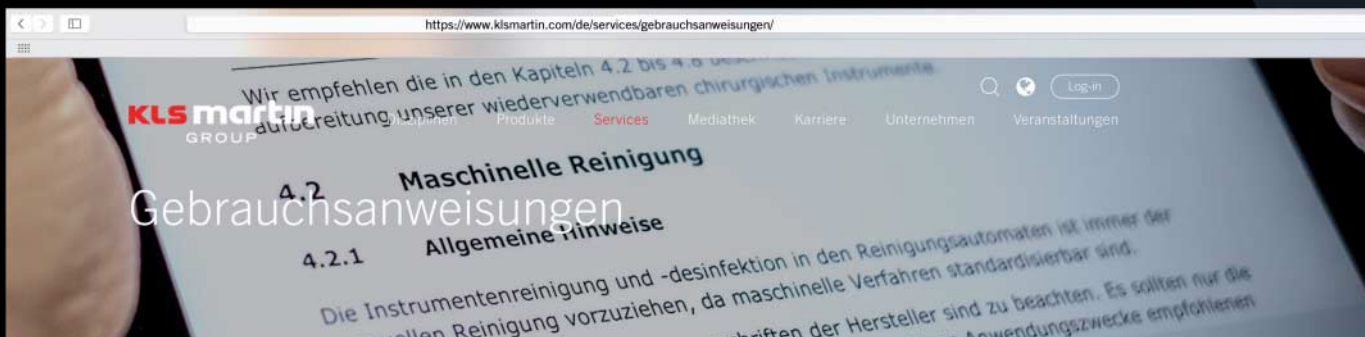 https://www.klsmartin.com/de/services/gebrauchsanweisungen/
Wir empfehlen die in den Kapiteln 4.2 bis 4.8
aufbereitung unserer wiederverwendbaren chirurgischen Instrumente.
KLS martin
GROUP
Log-in
Disziplinen Produkte Services Mediathek Karriere Unternehmen Veranstaltungen
4.2 Maschinelle Reinigung
Gebrauchsanweisungen
4.2.1 Allgemeine Hinweise
Die Instrumentenreinigung und -desinfektion in den Reinigungsautomaten ist immer der
Reinigung vorzuziehen, da maschinelle Verfahren standardisierbar sind.
der Hersteller sind zu beachten. Es sollten nur die
Anwendungszwecke empfohlenen